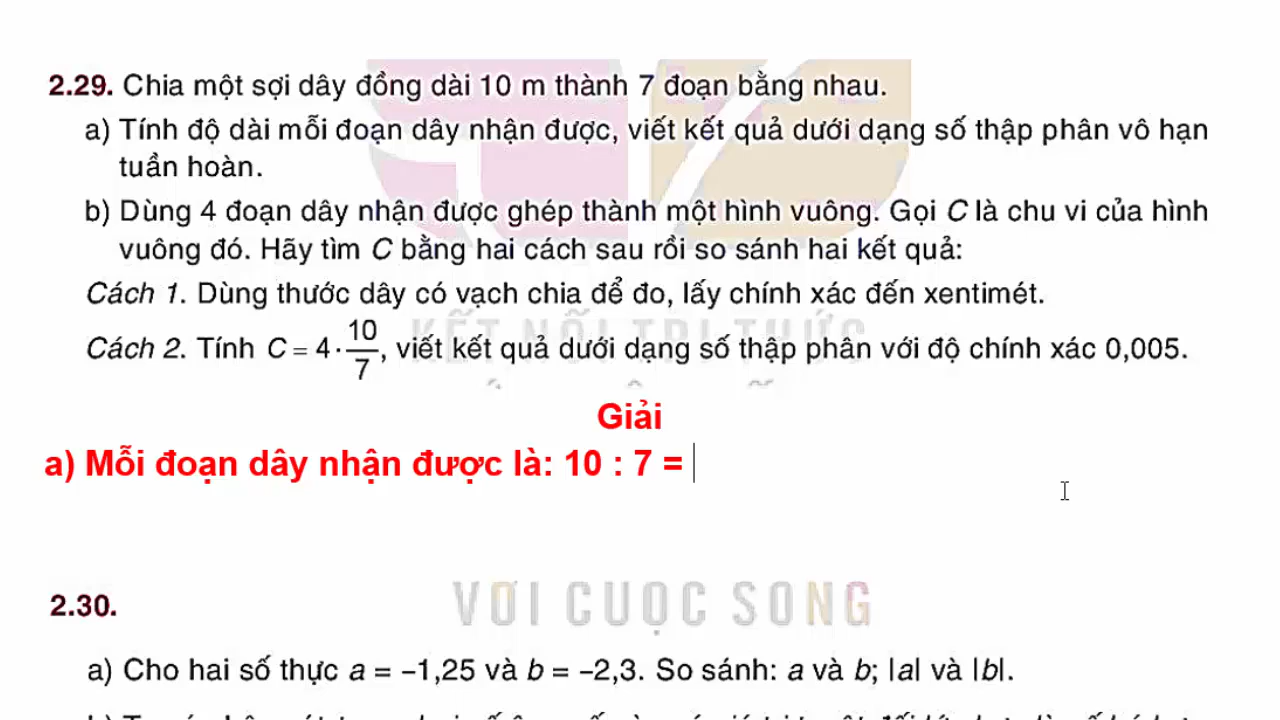 2.29. Chia một sợi dây đồng dài 10 m thành 7 đoạn bằng nhau.
a) Tính độ dài mỗi đoạn dây nhận được, viết kết quả dưới dạng số thập phân vô hạn
tuần hoàn.
b) Dùng 4 đoạn dây nhận được ghép thành một hình vuông. Gọi C là chu vi của hình
vuông đó. Hãy tìm C bằng hai cách sau rồi so sánh hai kết quả:
Cách 1. Dùng thước dây có vạch chia để đo, lấy chính xác đến xentimét.
KẾT NỐI TRI THỨC
Cách 2. Tính C = 4 · 10/7, viết kết quả dưới dạng số thập phân với độ chính xác 0,005.
Giải
a) Mỗi đoạn dây nhận được là: 10 : 7 =
VỚI CUỘC SỐNG
2.30.
a) Cho hai số thực a = –1,25 và b = –2,3. So sánh: a và b; |a| và |b|.